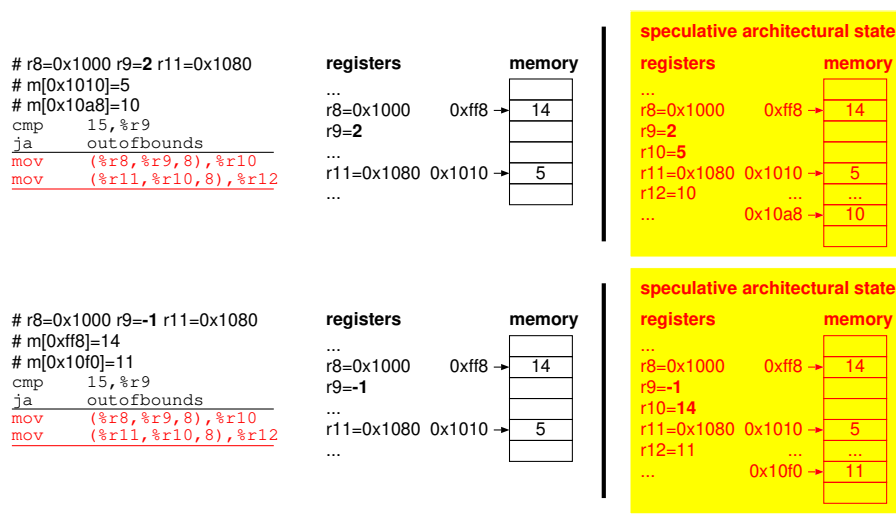 speculative architectural state
# r8=0x1000 r9=2 r11=0x1080 registers memory registers memory
# m[0x1010]=5 ... ...
# m[0x10a8]=10 r8=0x1000 0xff8 14 r8=0x1000 0xff8 14
cmp 15,%r9 r9=2 r9=2
ja outofbounds ... r10=5
mov (%r8,%r9,8),%r10 r11=0x1080 0x1010 5 r11=0x1080 0x1010 5
mov (%r11,%r10,8),%r12 ... r12=10 ... ...
... 0x10a8 10
speculative architectural state
# r8=0x1000 r9=-1 r11=0x1080 registers memory registers memory
# m[0xff8]=14 ... ...
# m[0x10f0]=11 r8=0x1000 0xff8 14 r8=0x1000 0xff8 14
cmp 15,%r9 r9=-1 r9=-1
ja outofbounds ... r10=14
mov (%r8,%r9,8),%r10 r11=0x1080 0x1010 5 r11=0x1080 0x1010 5
mov (%r11,%r10,8),%r12 ... r12=11 ... ...
... 0x10f0 11